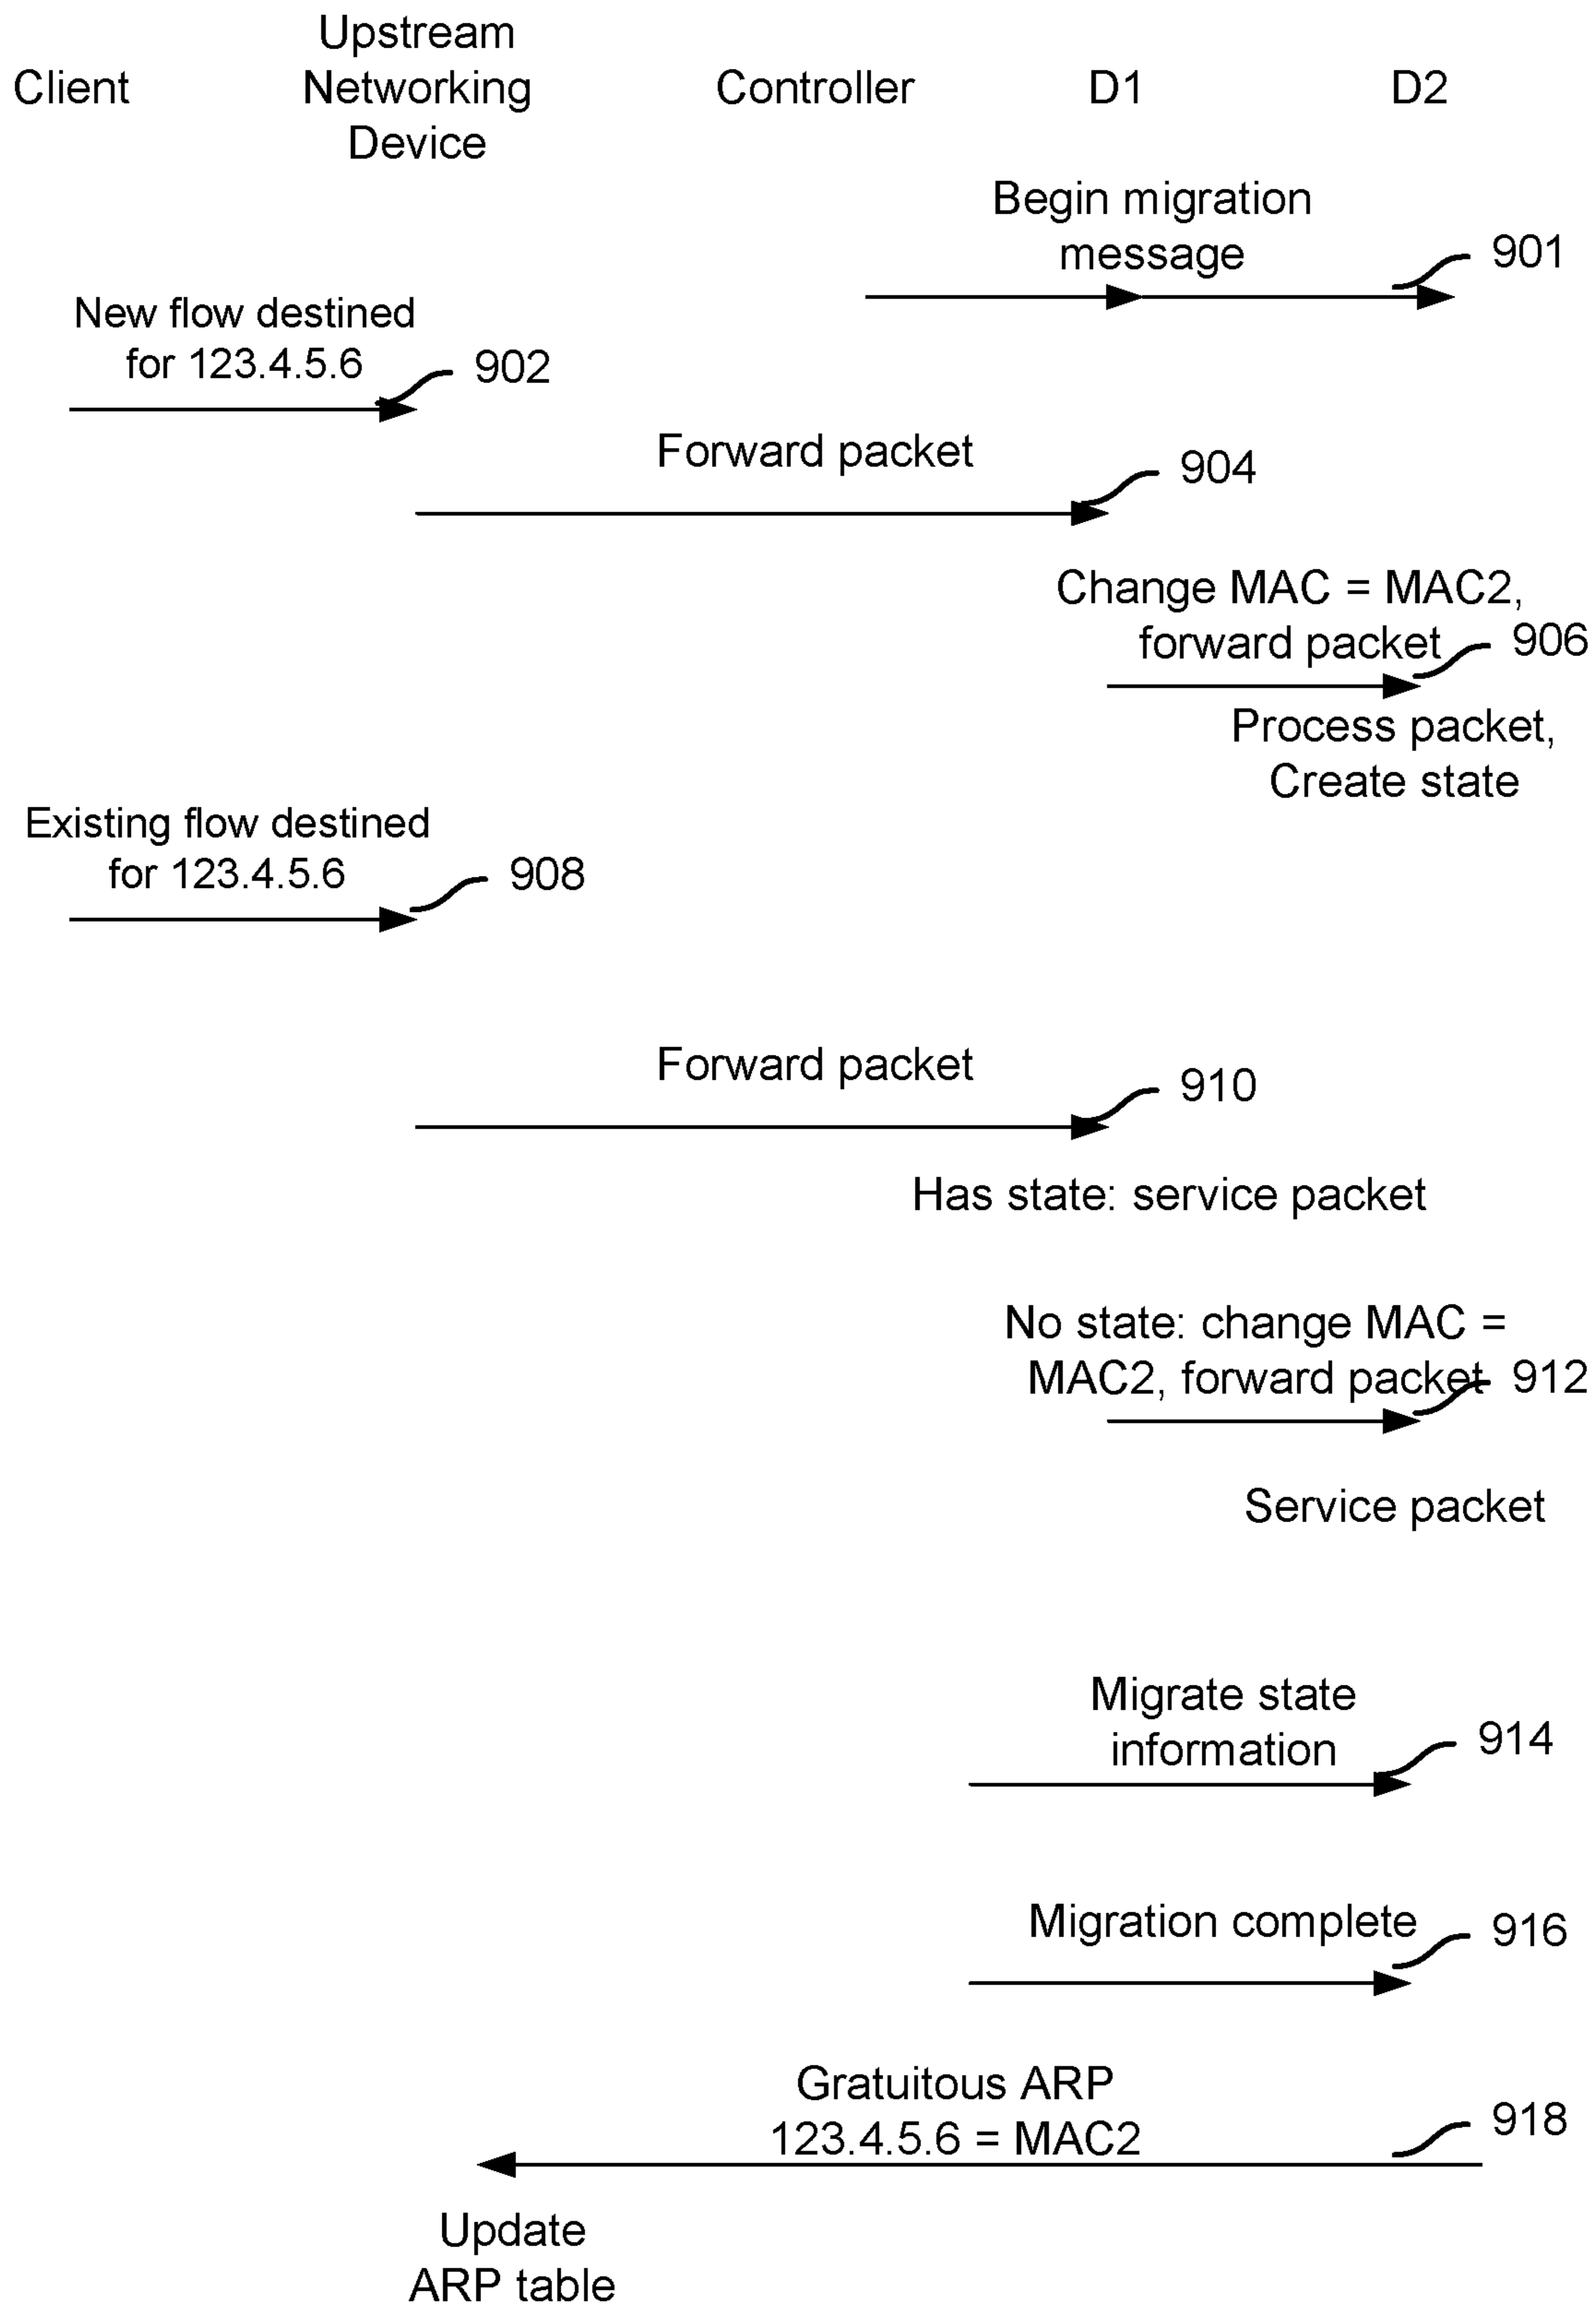 Upstream
Client Networking Controller D1 D2
Device
Begin migration
message 901
New flow destined
for 123.4.5.6 902
Forward packet 904
Change MAC = MAC2,
forward packet 906
Process packet,
Create state
Existing flow destined
for 123.4.5.6 908
Forward packet 910
Has state: service packet
No state: change MAC =
MAC2, forward packet 912
Service packet
Migrate state
information 914
Migration complete 916
Gratuitous ARP
123.4.5.6 = MAC2 918
Update
ARP table